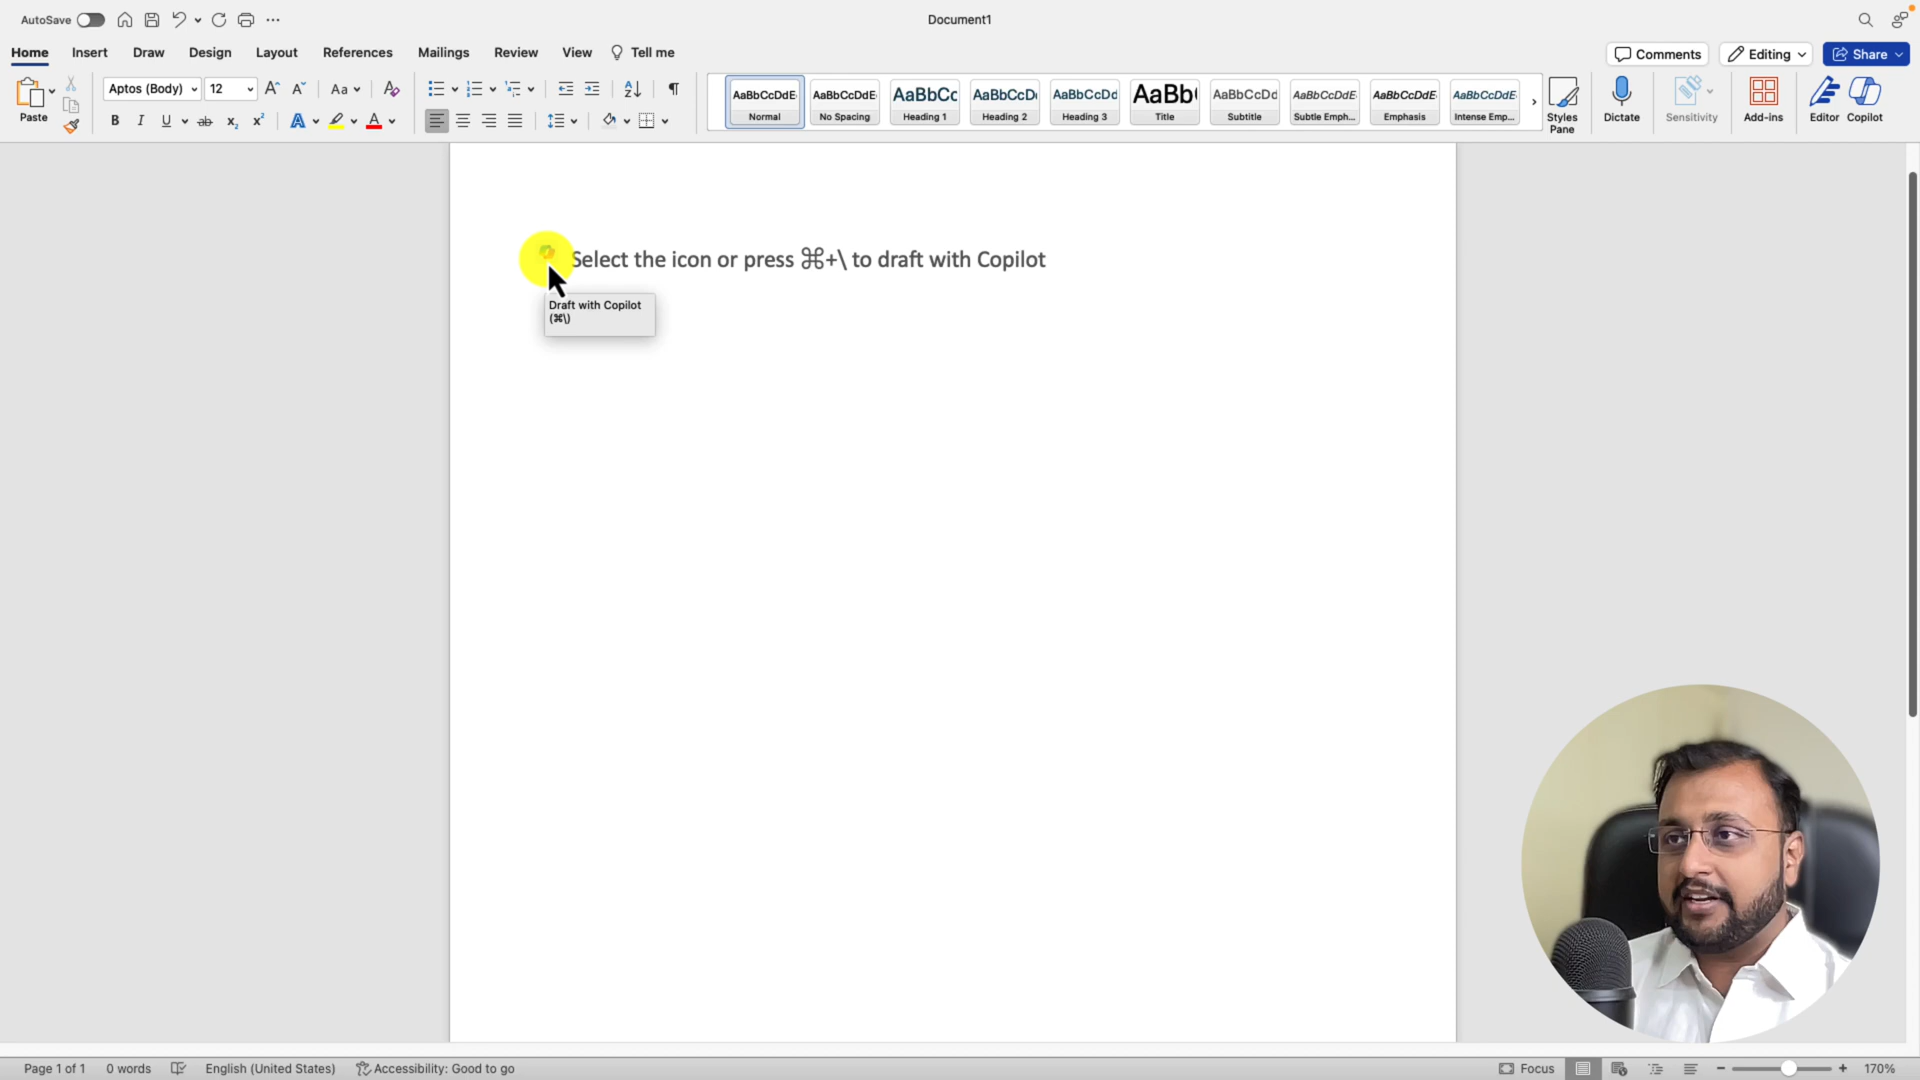 AutoSave
Document1
Home Insert Draw Design Layout References Mailings Review View Tell me
Comments Editing Share
Paste
Aptos (Body) 12
AaBbCcDdE AaBbCcDdE AaBbCc AaBbCcD AaBbCcDd AaBb AaBbCcDd AaBbCcDdE AaBbCcDdE AaBbCcDdE
Normal No Spacing Heading 1 Heading 2 Heading 3 Title Subtitle Subtle Emph... Emphasis Intense Emp...
Styles Pane
Dictate
Sensitivity
Add-ins
Editor
Copilot
Select the icon or press ⌘+\ to draft with Copilot
Draft with Copilot
(⌘\)
Page 1 of 1 0 words English (United States) Accessibility: Good to go Focus 170%